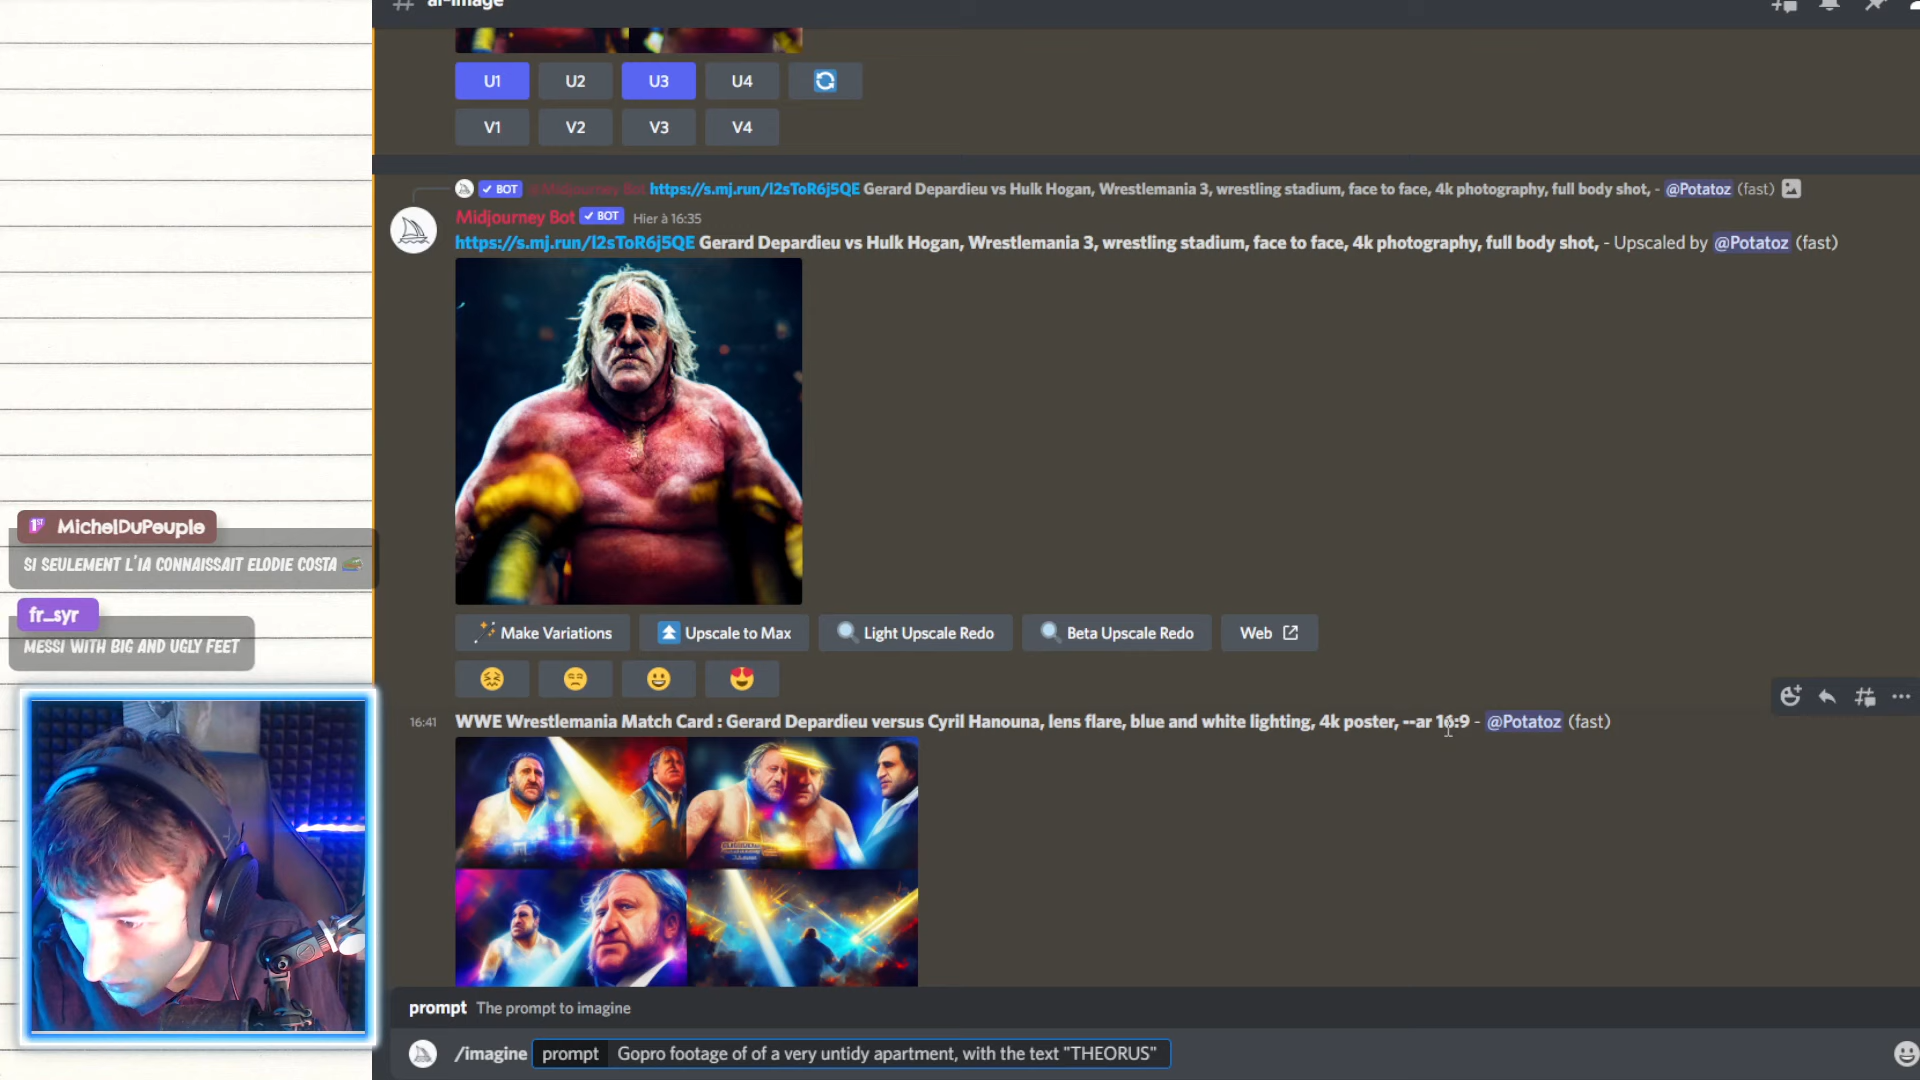 ai-image
U1 U2 U3 U4
V1 V2 V3 V4
BOT @Midjourney Bot https://s.mj.run/l2sToR6j5QE Gerard Depardieu vs Hulk Hogan, Wrestlemania 3, wrestling stadium, face to face, 4k photography, full body shot, - @Potatoz (fast)
Midjourney Bot BOT Hier à 16:35
https://s.mj.run/l2sToR6j5QE Gerard Depardieu vs Hulk Hogan, Wrestlemania 3, wrestling stadium, face to face, 4k photography, full body shot, - Upscaled by @Potatoz (fast)
MichelDuPeuple
SI SEULEMENT L'IA CONNAISSAIT ELODIE COSTA
fr_syr
MESSI WITH BIG AND UGLY FEET
Make Variations Upscale to Max Light Upscale Redo Beta Upscale Redo Web
16:41 WWE Wrestlemania Match Card : Gerard Depardieu versus Cyril Hanouna, lens flare, blue and white lighting, 4k poster, --ar 16:9 - @Potatoz (fast)
prompt The prompt to imagine
/imagine prompt Gopro footage of of a very untidy apartment, with the text "THEORUS"